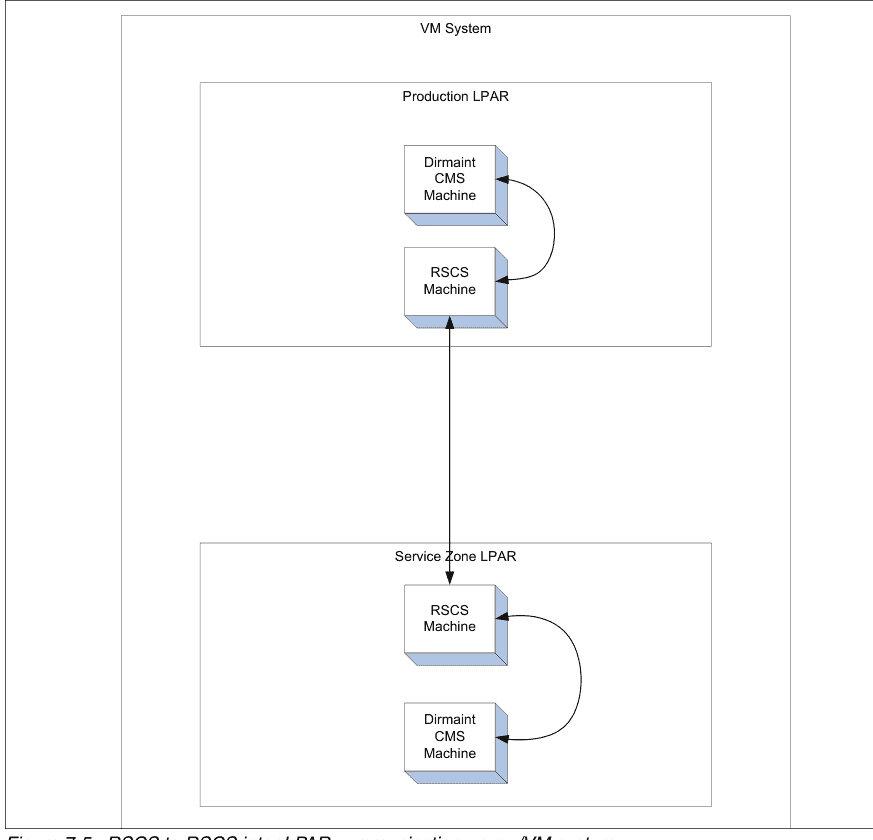 VM System
Production LPAR
Dirmaint
CMS
Machine
RSCS
Machine
Service Zone LPAR
RSCS
Machine
Dirmaint
CMS
Machine